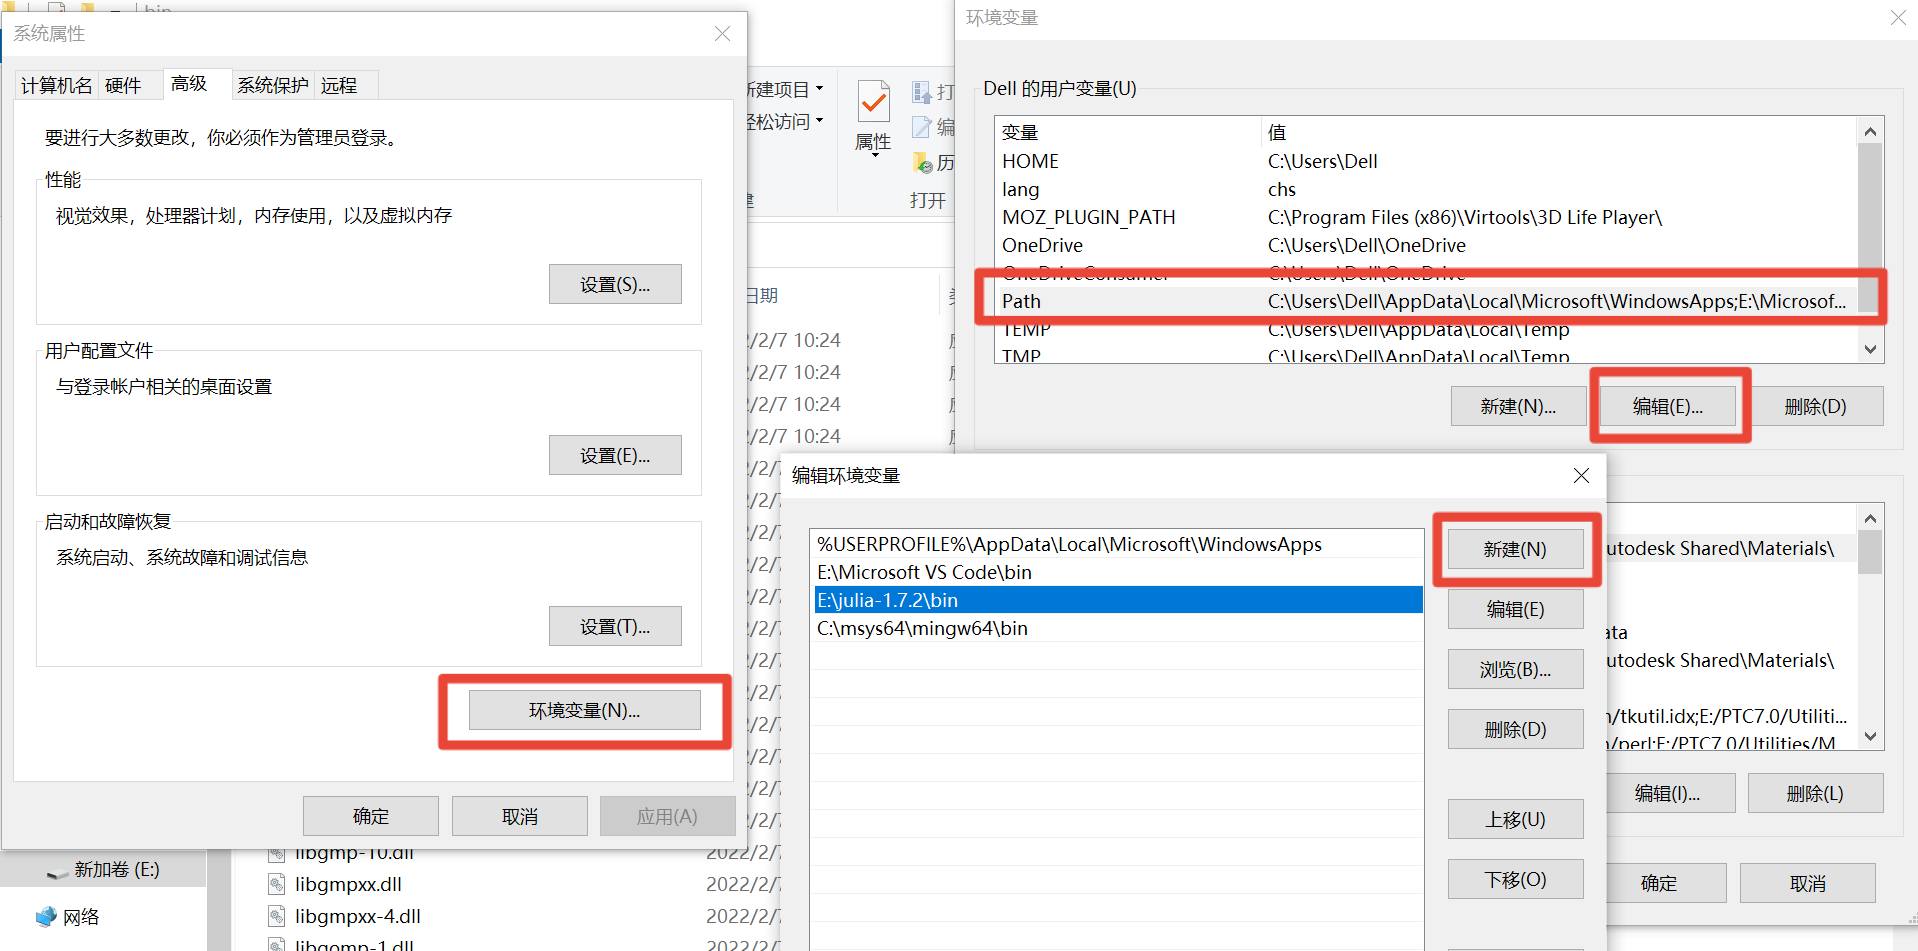 系统属性
计算机名
硬件
高级
系统保护
远程
要进行大多数更改，你必须作为管理员登录。
性能
视觉效果，处理器计划，内存使用，以及虚拟内存
设置(S)...
用户配置文件
与登录帐户相关的桌面设置
设置(E)...
启动和故障恢复
系统启动、系统故障和调试信息
设置(T)...
环境变量(N)...
确定
取消
应用(A)
新加卷 (E:)
网络
bin
新建项目
轻松访问
属性
打
编
历
打开
日期
2/2/7 10:24
2/2/7 10:24
2/2/7 10:24
2/2/7 10:24
libgmp-10.dll
2022/2/7
libgmpxx.dll
2022/2/7
libgmpxx-4.dll
2022/2/7
libgomp-1.dll
2022/2/7
环境变量
Dell 的用户变量(U)
变量 值
HOME C:\Users\Dell
lang chs
MOZ_PLUGIN_PATH C:\Program Files (x86)\Virtools\3D Life Player\
OneDrive C:\Users\Dell\OneDrive
OneDriveConsumer C:\Users\Dell\OneDrive
Path C:\Users\Dell\AppData\Local\Microsoft\WindowsApps;E:\Microsof...
TEMP C:\Users\Dell\AppData\Local\Temp
TMP C:\Users\Dell\AppData\Local\Temp
新建(N)...
编辑(E)...
删除(D)
编辑环境变量
%USERPROFILE%\AppData\Local\Microsoft\WindowsApps
E:\Microsoft VS Code\bin
E:\julia-1.7.2\bin
C:\msys64\mingw64\bin
新建(N)
编辑(E)
浏览(B)...
删除(D)
上移(U)
下移(O)
utodesk Shared\Materials\
ata
utodesk Shared\Materials\
/tkutil.idx;E:/PTC7.0/Utiliti...
/perl;E:/PTC7.0/Utilities/M
编辑(I)...
删除(L)
确定
取消